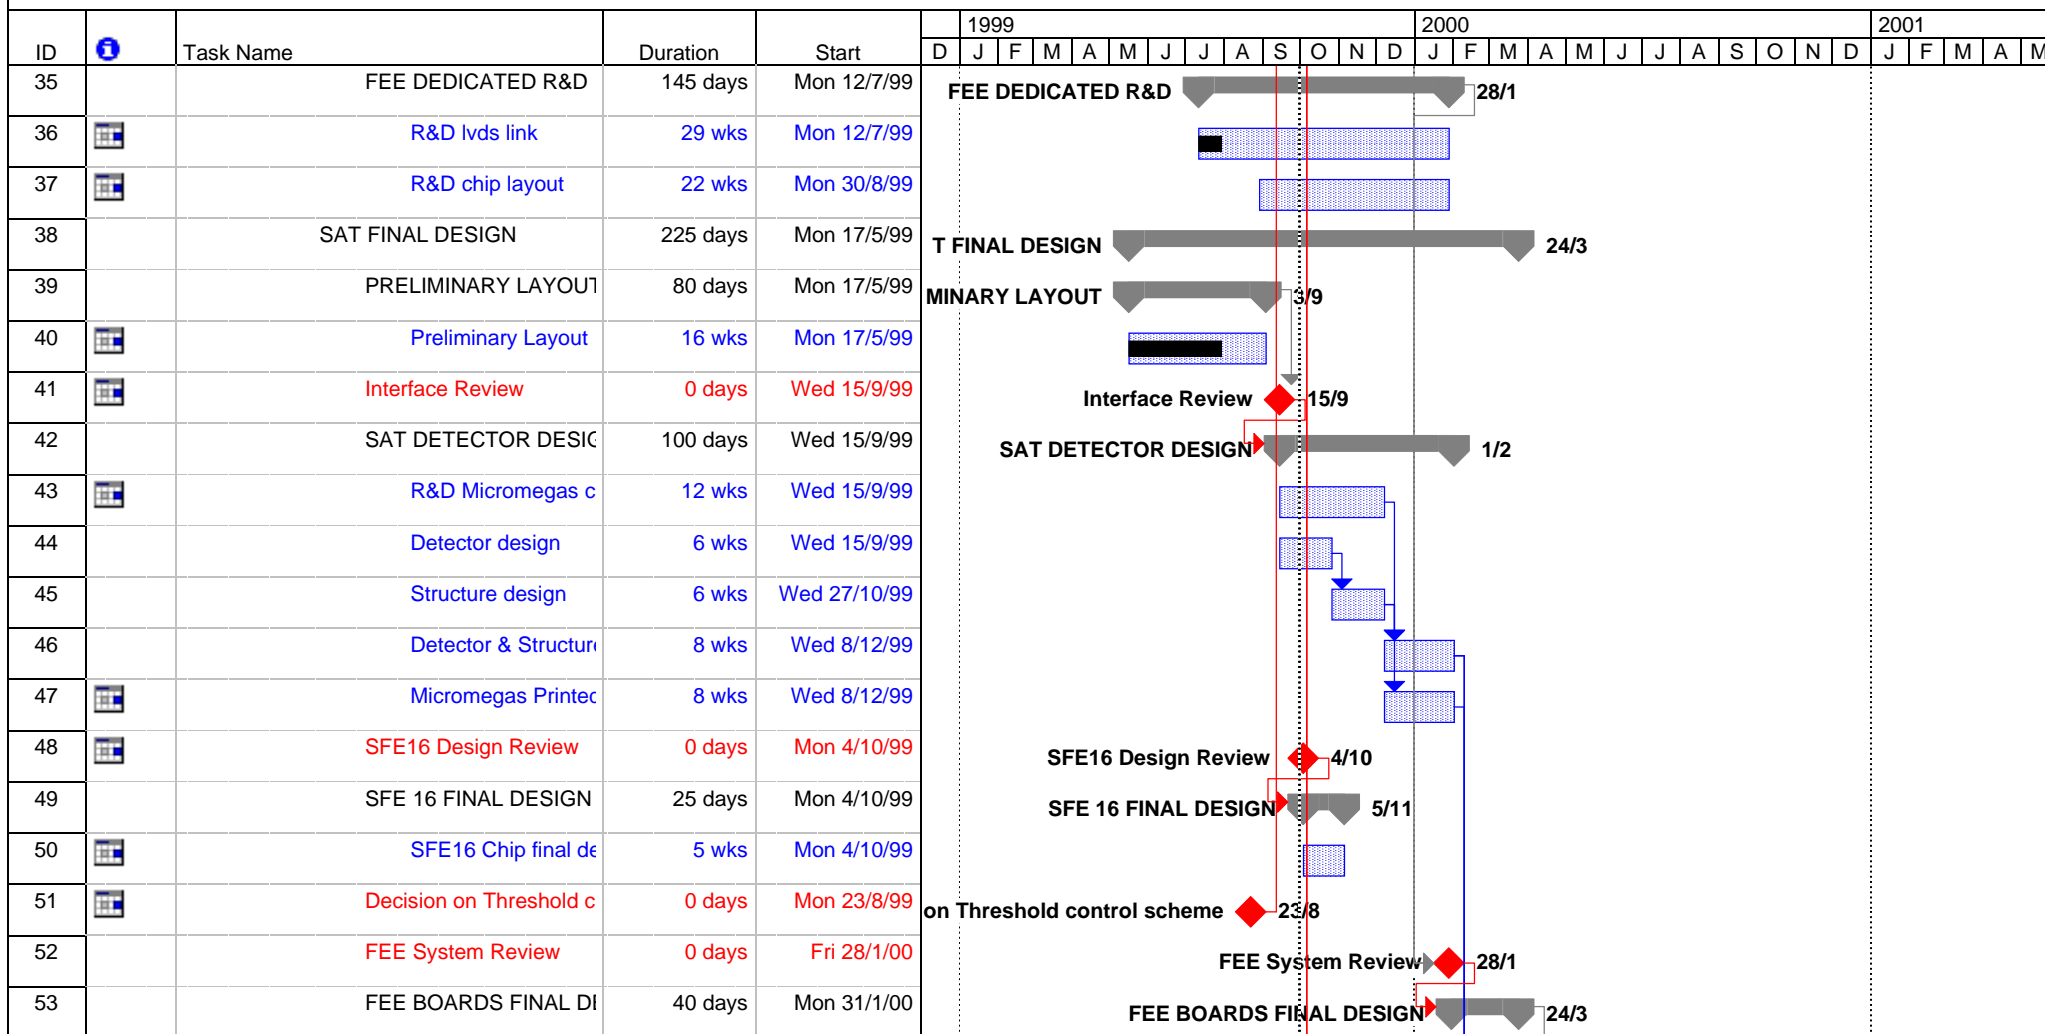 1999 2000 2001
ID Task Name Duration Start D J F M A M J J A S O N D J F M A M J J A S O N D J F M A M
35 FEE DEDICATED R&D 145 days Mon 12/7/99 FEE DEDICATED R&D 28/1
36 R&D lvds link 29 wks Mon 12/7/99
37 R&D chip layout 22 wks Mon 30/8/99
38 SAT FINAL DESIGN 225 days Mon 17/5/99 T FINAL DESIGN 24/3
39 PRELIMINARY LAYOUT 80 days Mon 17/5/99 MINARY LAYOUT 3/9
40 Preliminary Layout 16 wks Mon 17/5/99
41 Interface Review 0 days Wed 15/9/99 Interface Review 15/9
42 SAT DETECTOR DESIG 100 days Wed 15/9/99 SAT DETECTOR DESIGN 1/2
43 R&D Micromegas c 12 wks Wed 15/9/99
44 Detector design 6 wks Wed 15/9/99
45 Structure design 6 wks Wed 27/10/99
46 Detector & Structure 8 wks Wed 8/12/99
47 Micromegas Printed 8 wks Wed 8/12/99
48 SFE16 Design Review 0 days Mon 4/10/99 SFE16 Design Review 4/10
49 SFE 16 FINAL DESIGN 25 days Mon 4/10/99 SFE 16 FINAL DESIGN 5/11
50 SFE16 Chip final de 5 wks Mon 4/10/99
51 Decision on Threshold c 0 days Mon 23/8/99 on Threshold control scheme 23/8
52 FEE System Review 0 days Fri 28/1/00 FEE System Review 28/1
53 FEE BOARDS FINAL DE 40 days Mon 31/1/00 FEE BOARDS FINAL DESIGN 24/3